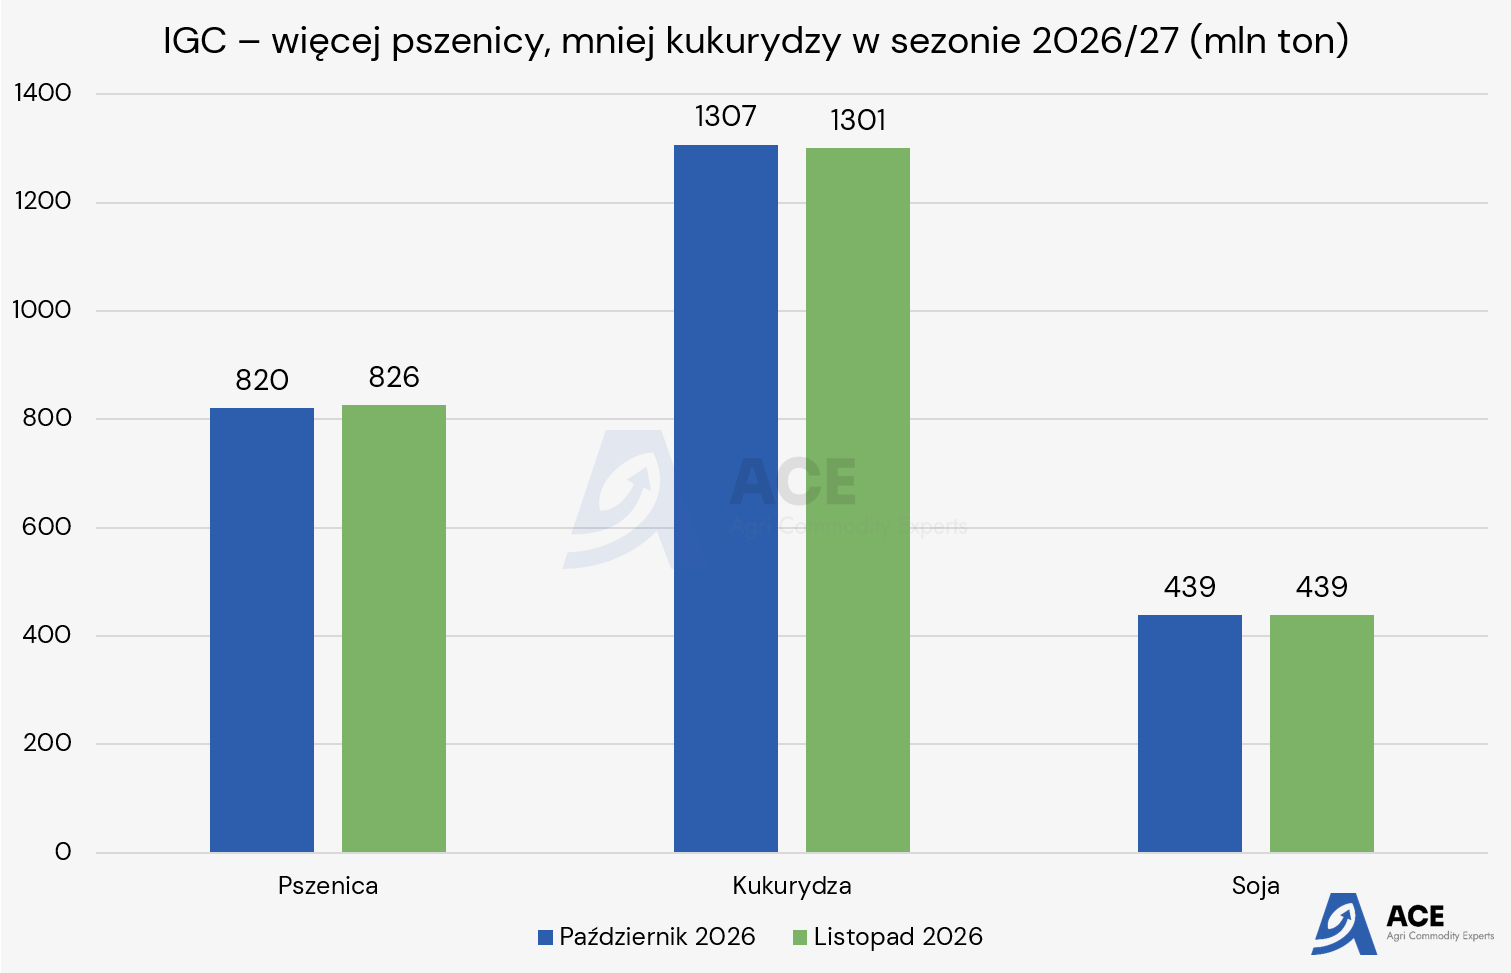 IGC – więcej pszenicy, mniej kukurydzy w sezonie 2026/27 (mln ton)
1400
1307
1301
1200
1000
820
826
800
ACE
600
Agri Commodity Experts
439
439
400
200
0
Pszenica
Kukurydza
Soja
Październik 2026
Listopad 2026
ACE
Agri Commodity Experts